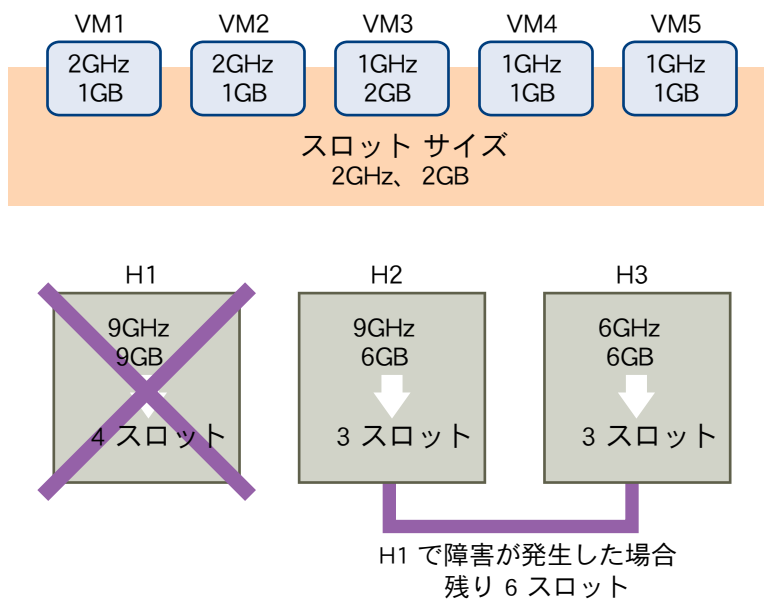 VM1 VM2 VM3 VM4 VM5
2GHz 2GHz 1GHz 1GHz 1GHz
1GB 1GB 2GB 1GB 1GB
スロット サイズ
2GHz、 2GB
H1 H2 H3
9GHz 9GHz 6GHz
9GB 6GB 6GB
4 スロット 3 スロット 3 スロット
H1 で障害が発生した場合
残り 6 スロット